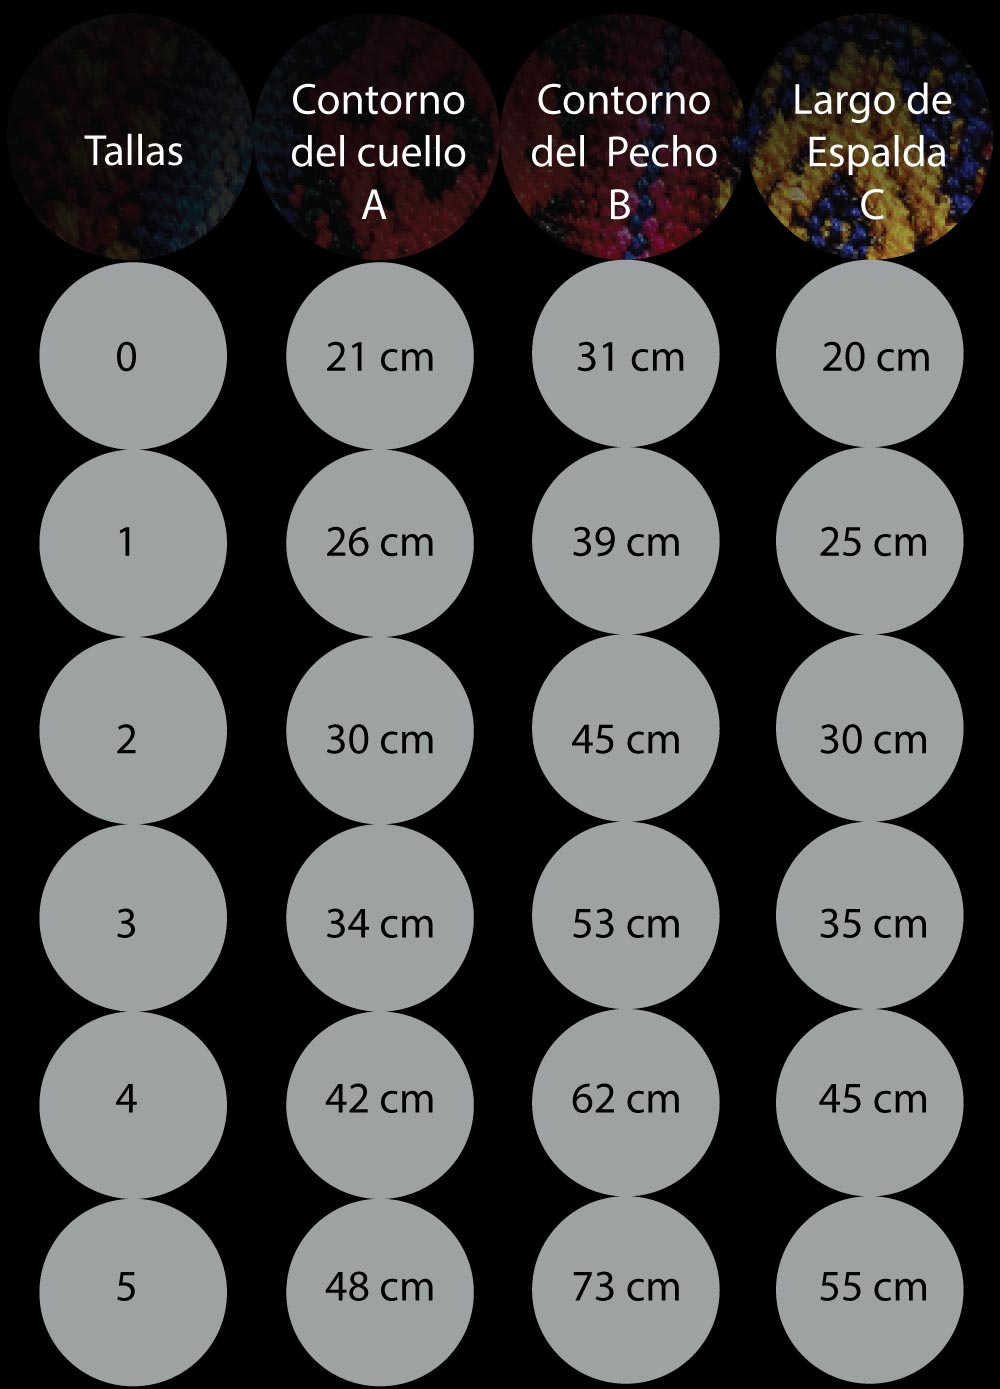 Tallas
Contorno
del cuello
A
Contorno
del Pecho
B
Largo de
Espalda
C
0
21 cm
31 cm
20 cm
1
26 cm
39 cm
25 cm
2
30 cm
45 cm
30 cm
3
34 cm
53 cm
35 cm
4
42 cm
62 cm
45 cm
5
48 cm
73 cm
55 cm